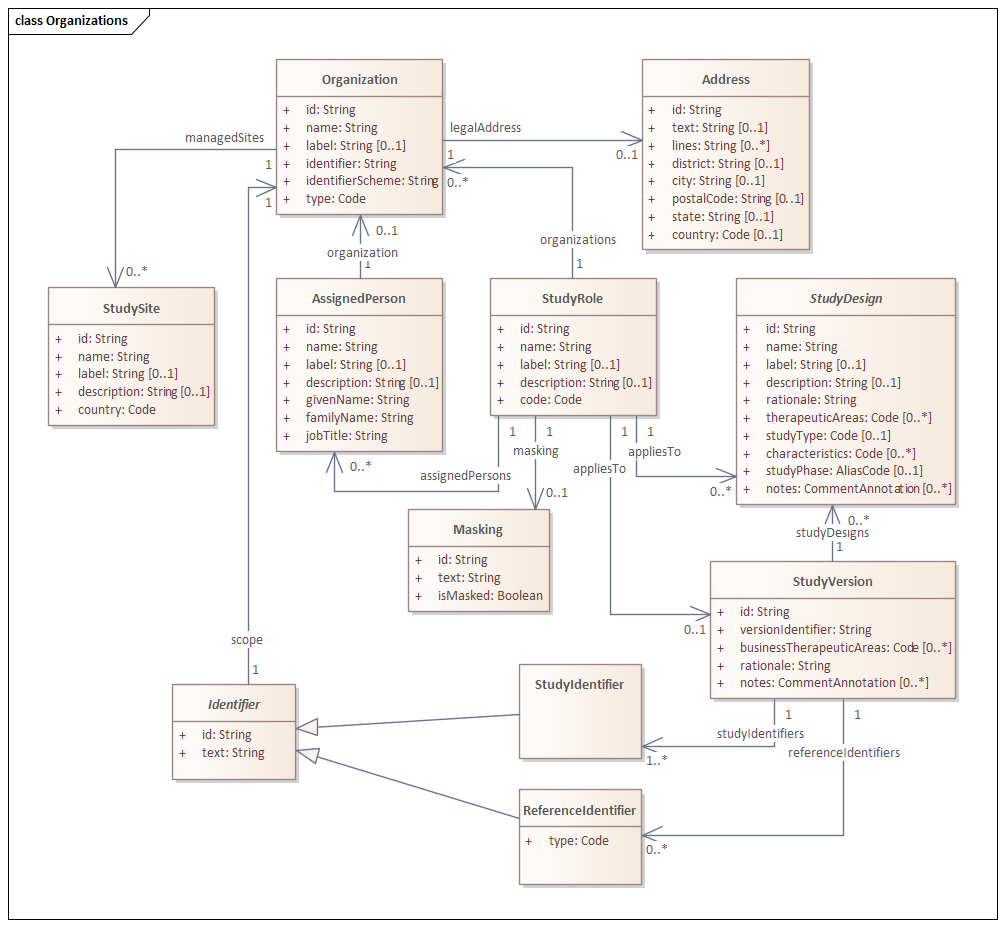 class Organizations
Organization
+ id: String
+ name: String
+ label: String [0..1]
+ identifier: String
+ identifierScheme: String
+ type: Code
Address
+ id: String
+ text: String [0..1]
+ lines: String [0..*]
+ district: String [0..1]
+ city: String [0..1]
+ postalCode: String [0..1]
+ state: String [0..1]
+ country: Code [0..1]
managedSites
1
0..*
legalAddress
1
0..1
0..*
organizations
1
1
scope
1
0..1
organization
1
StudySite
+ id: String
+ name: String
+ label: String [0..1]
+ description: String [0..1]
+ country: Code
AssignedPerson
+ id: String
+ name: String
+ label: String [0..1]
+ description: String [0..1]
+ givenName: String
+ familyName: String
+ jobTitle: String
StudyRole
+ id: String
+ name: String
+ label: String [0..1]
+ description: String [0..1]
+ code: Code
StudyDesign
+ id: String
+ name: String
+ label: String [0..1]
+ description: String [0..1]
+ rationale: String
+ therapeuticAreas: Code [0..*]
+ studyType: Code [0..1]
+ characteristics: Code [0..*]
+ studyPhase: AliasCode [0..1]
+ notes: CommentAnnotation [0..*]
1
assignedPersons
0..*
1
masking
0..1
1
appliesTo
0..1
1
appliesTo
0..*
Masking
+ id: String
+ text: String
+ isMasked: Boolean
0..*
studyDesigns
1
StudyVersion
+ id: String
+ versionIdentifier: String
+ businessTherapeuticAreas: Code [0..*]
+ rationale: String
+ notes: CommentAnnotation [0..*]
Identifier
+ id: String
+ text: String
StudyIdentifier
1
studyIdentifiers
1..*
1
referenceIdentifiers
0..*
ReferenceIdentifier
+ type: Code